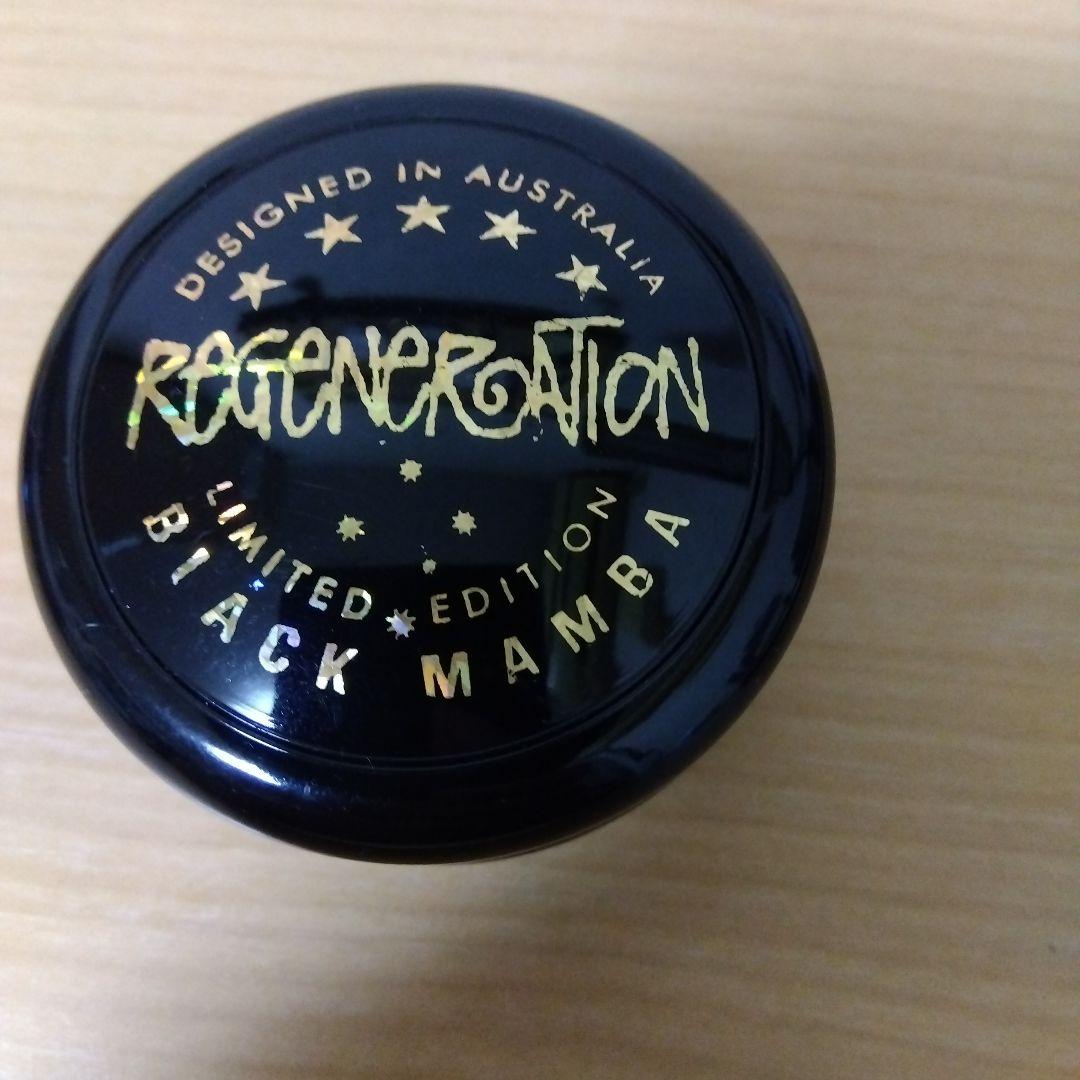 DESIGNED IN AUSTRALIA
REGENERATION
LIMITED EDITION
BLACK MAMBA